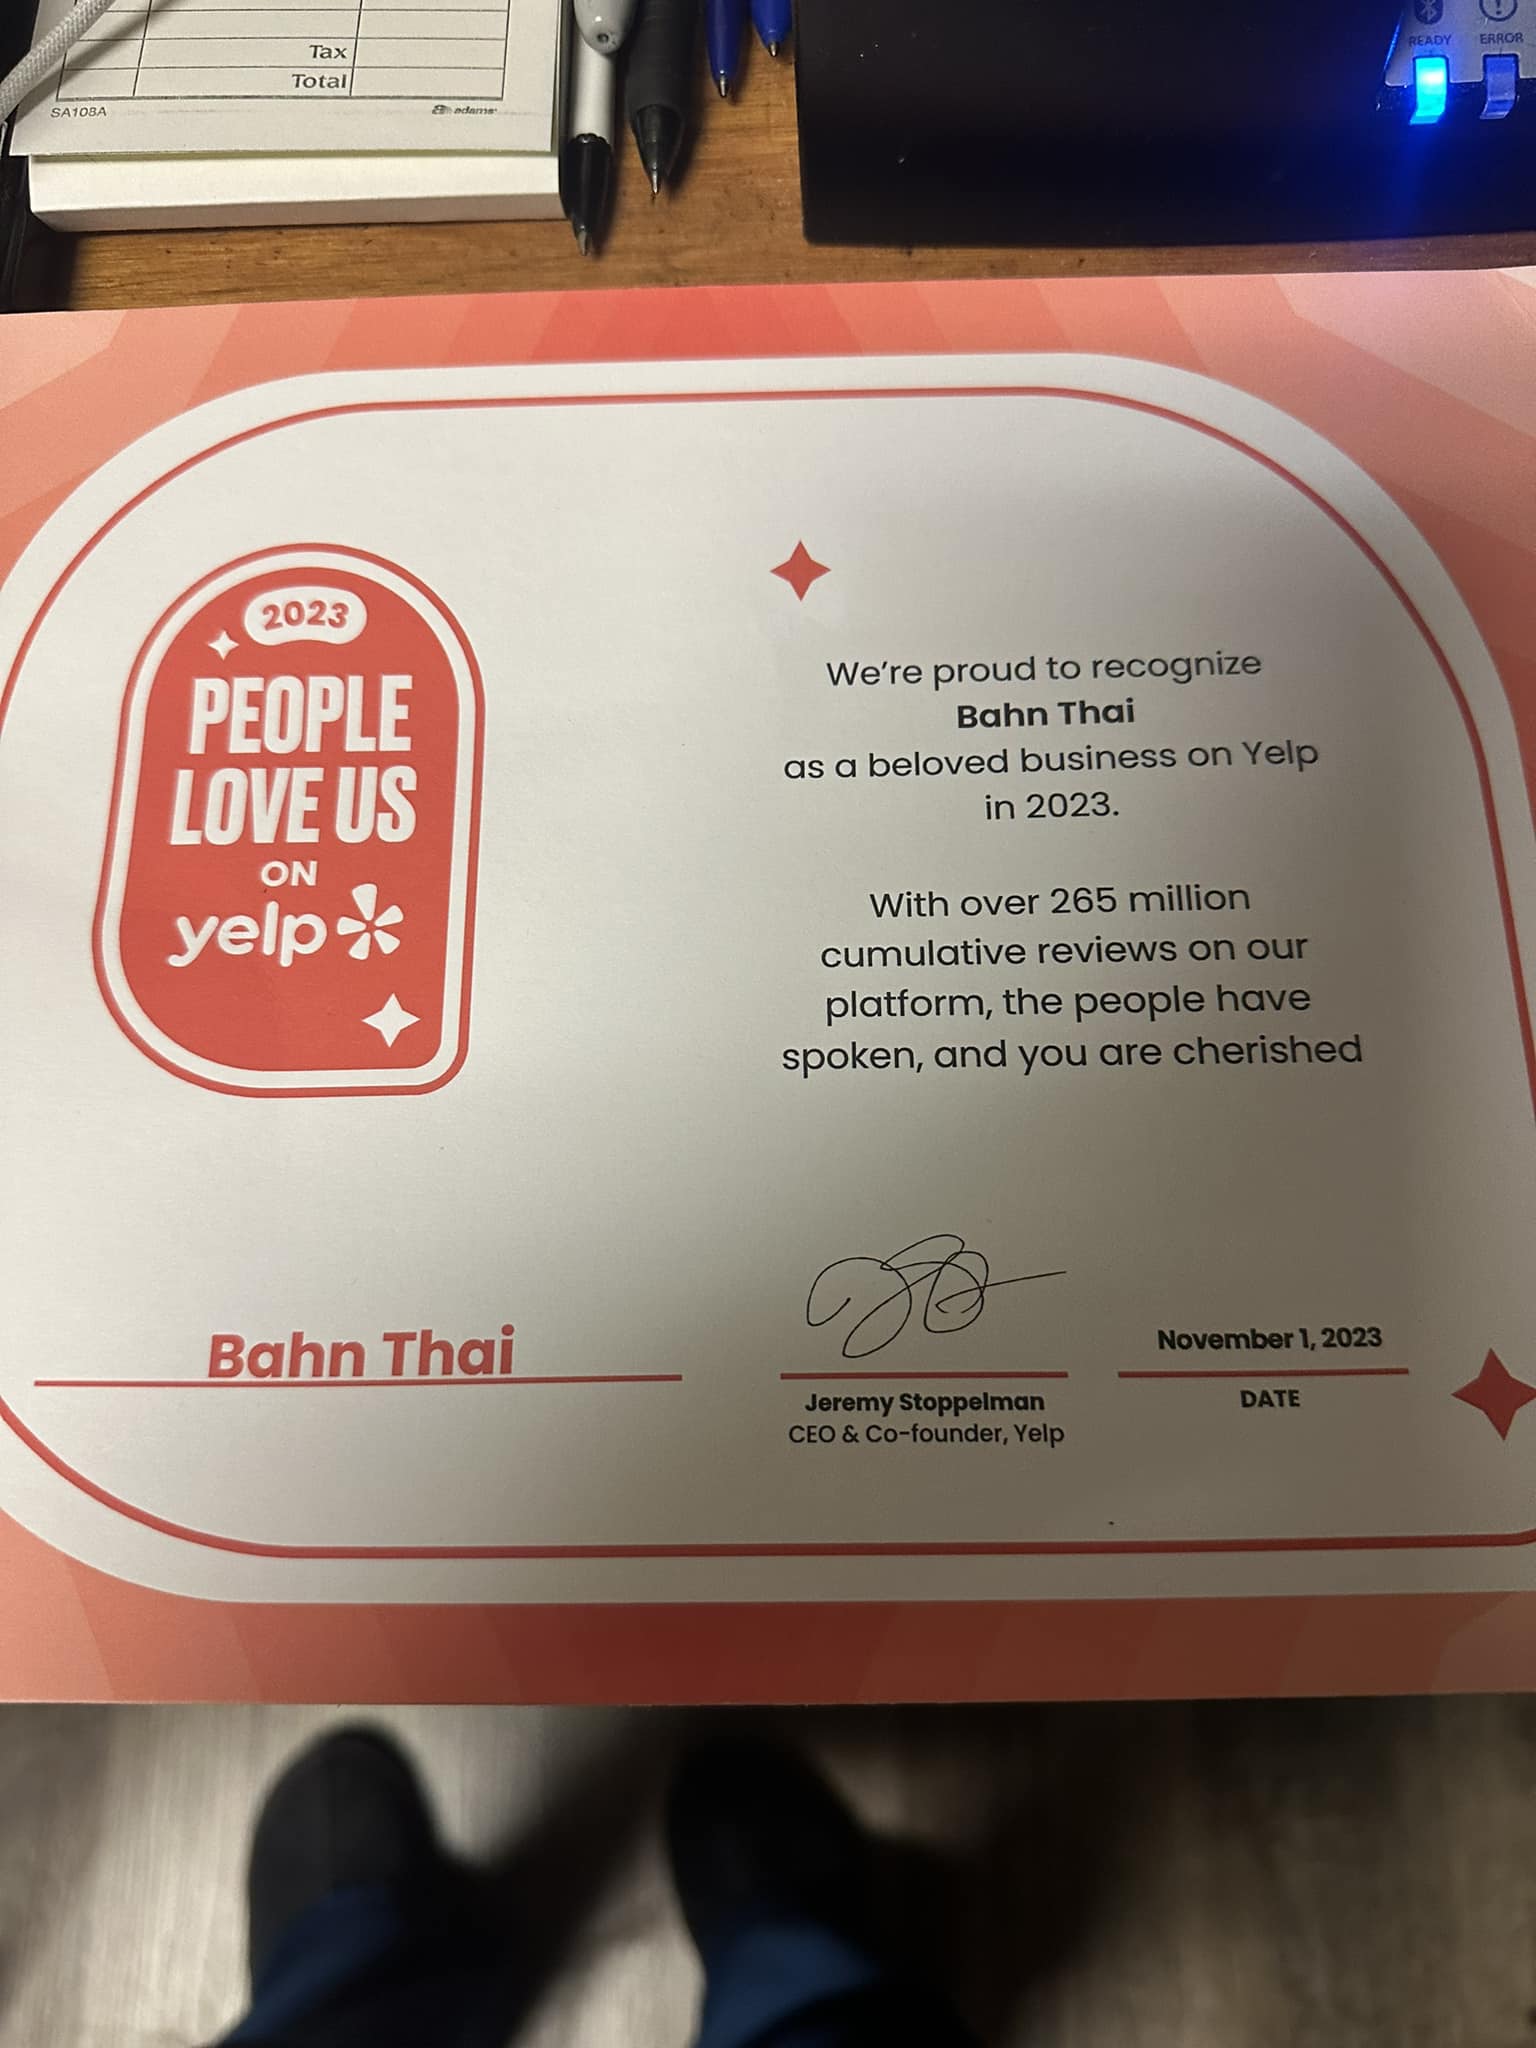 Tax
Total
SA108A
adams
READY
ERROR
2023
PEOPLE
LOVE US
ON
yelp
We're proud to recognize
Bahn Thai
as a beloved business on Yelp
in 2023.
With over 265 million
cumulative reviews on our
platform, the people have
spoken, and you are cherished
Bahn Thai
November 1, 2023
Jeremy Stoppelman
CEO & Co-founder, Yelp
DATE